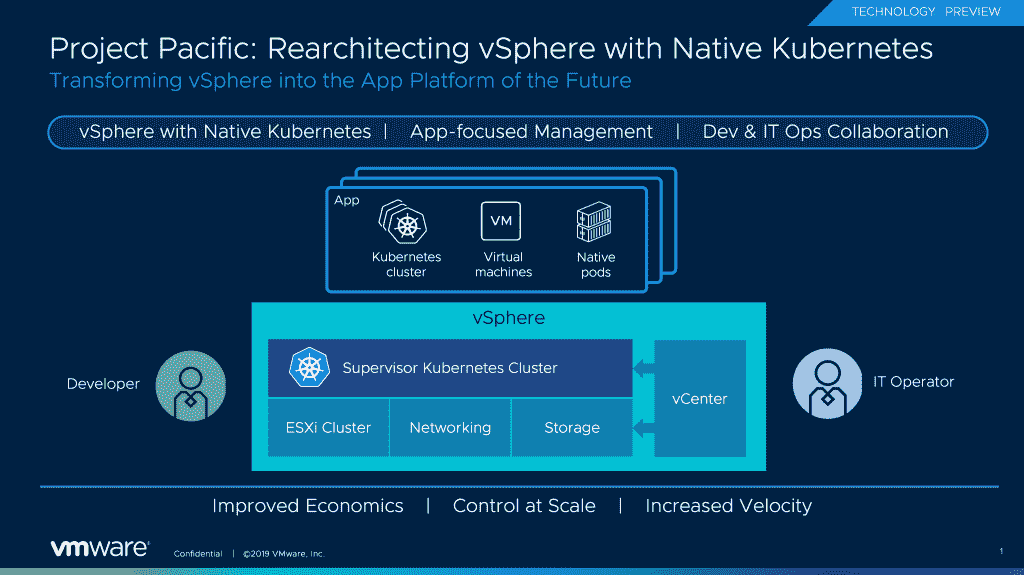 TECHNOLOGY PREVIEW
Project Pacific: Rearchitecting vSphere with Native Kubernetes
Transforming vSphere into the App Platform of the Future
vSphere with Native Kubernetes | App-focused Management | Dev & IT Ops Collaboration
App
Kubernetes
cluster
VM
Virtual
machines
Native
pods
vSphere
Supervisor Kubernetes Cluster
ESXi Cluster
Networking
Storage
vCenter
Developer
IT Operator
Improved Economics | Control at Scale | Increased Velocity
vmware®
Confidential | ©2019 VMware, Inc.
1